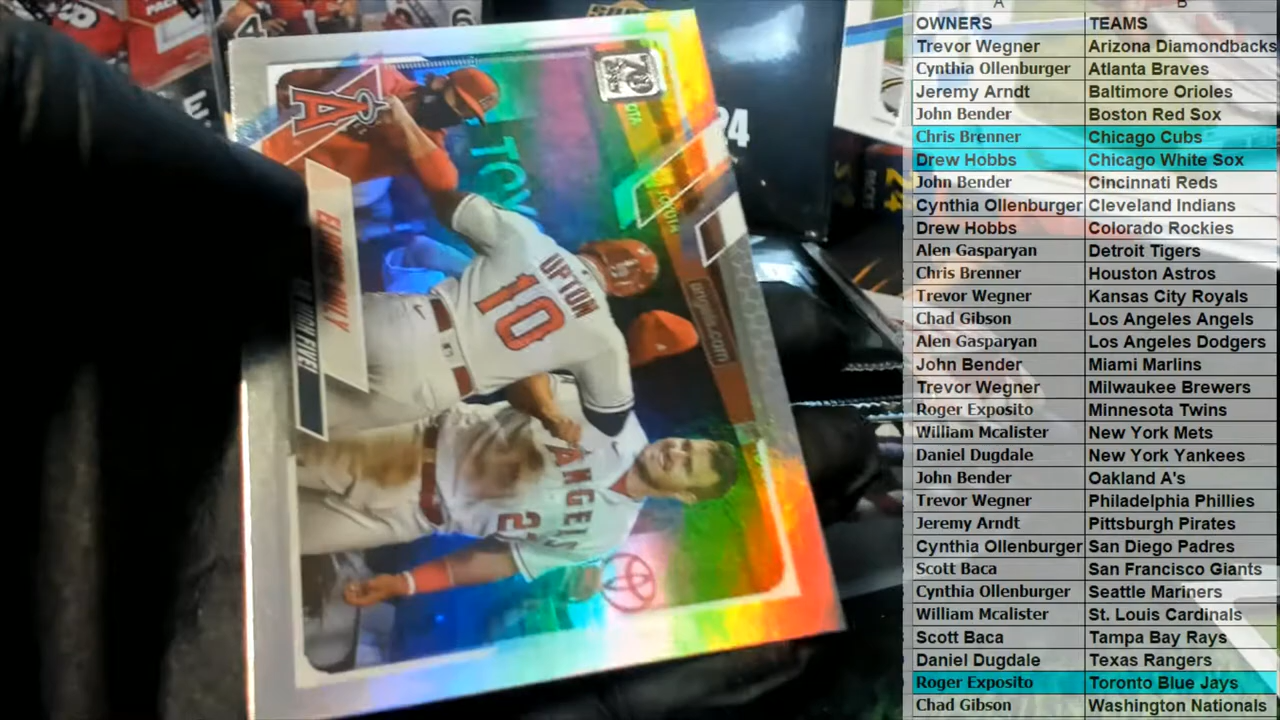 A B
OWNERS TEAMS
Trevor Wegner Arizona Diamondbacks
Cynthia Ollenburger Atlanta Braves
Jeremy Arndt Baltimore Orioles
John Bender Boston Red Sox
Chris Brenner Chicago Cubs
Drew Hobbs Chicago White Sox
John Bender Cincinnati Reds
Cynthia Ollenburger Cleveland Indians
Drew Hobbs Colorado Rockies
Alen Gasparyan Detroit Tigers
Chris Brenner Houston Astros
Trevor Wegner Kansas City Royals
Chad Gibson Los Angeles Angels
Alen Gasparyan Los Angeles Dodgers
John Bender Miami Marlins
Trevor Wegner Milwaukee Brewers
Roger Exposito Minnesota Twins
William Mcalister New York Mets
Daniel Dugdale New York Yankees
John Bender Oakland A's
Trevor Wegner Philadelphia Phillies
Jeremy Arndt Pittsburgh Pirates
Cynthia Ollenburger San Diego Padres
Scott Baca San Francisco Giants
Cynthia Ollenburger Seattle Mariners
William Mcalister St. Louis Cardinals
Scott Baca Tampa Bay Rays
Daniel Dugdale Texas Rangers
Roger Exposito Toronto Blue Jays
Chad Gibson Washington Nationals
A
UPTON
10
ANGELS
angels.com
TOYOTA
24